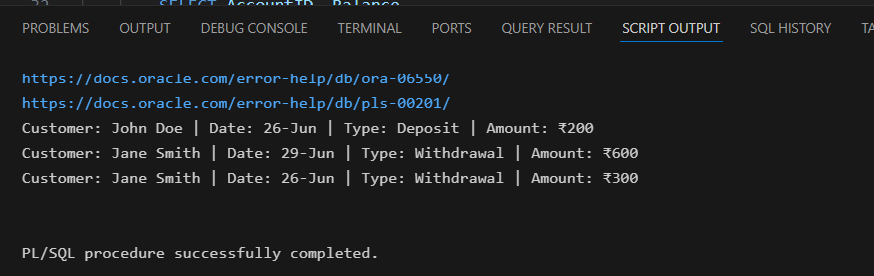 SELECT AccountID, Balance
PROBLEMS OUTPUT DEBUG CONSOLE TERMINAL PORTS QUERY RESULT SCRIPT OUTPUT SQL HISTORY TA
https://docs.oracle.com/error-help/db/ora-06550/
https://docs.oracle.com/error-help/db/pls-00201/
Customer: John Doe | Date: 26-Jun | Type: Deposit | Amount: ₹200
Customer: Jane Smith | Date: 29-Jun | Type: Withdrawal | Amount: ₹600
Customer: Jane Smith | Date: 26-Jun | Type: Withdrawal | Amount: ₹300
PL/SQL procedure successfully completed.